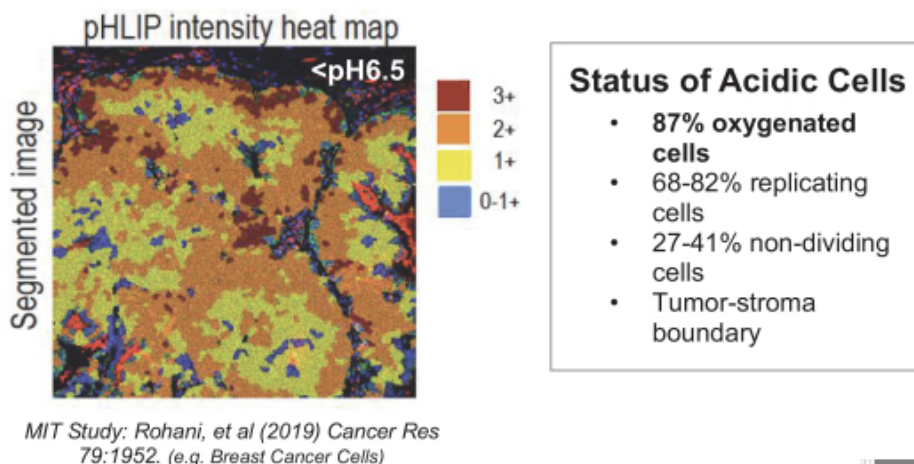 pHLIP intensity heat map
<pH6.5
Segmented image
3+
2+
1+
0-1+
MIT Study: Rohani, et al (2019) Cancer Res
79:1952. (e.g. Breast Cancer Cells)
Status of Acidic Cells
• 87% oxygenated
cells
• 68-82% replicating
cells
• 27-41% non-dividing
cells
• Tumor-stroma
boundary